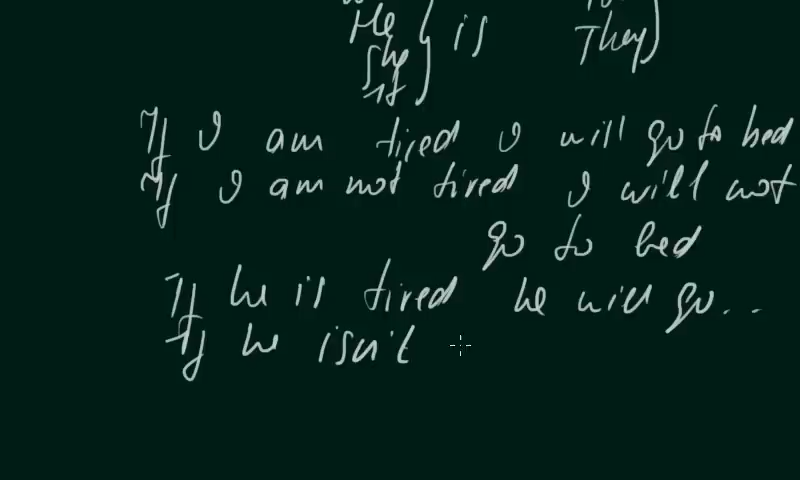 He } is They)
She
It
If I am tired I will go to bed
If I am not tired I will not
go to bed
If he is tired he will go...
If he isn't